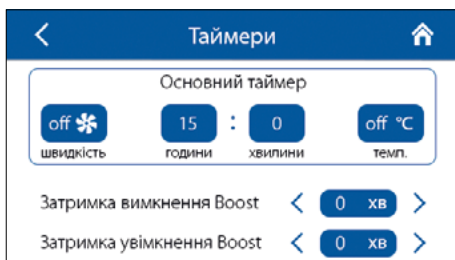 Таймери
Основний таймер
off 15 : 0 off °C
швидкість години хвилини темп.
Затримка вимкнення Boost 0 хв
Затримка увімкнення Boost 0 хв